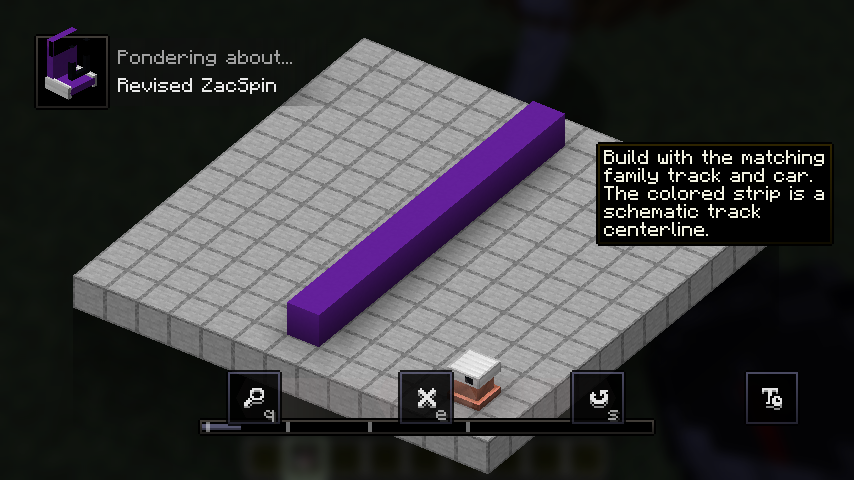 Pondering about...
Revised ZacSpin
Build with the matching
family track and car.
The colored strip is a
schematic track
centerline.
q
e
s